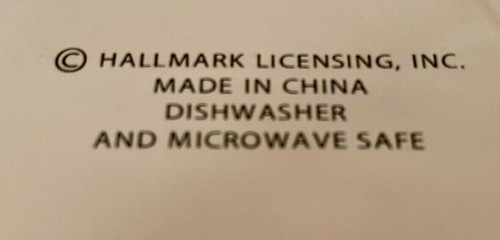 © HALLMARK LICENSING, INC.
MADE IN CHINA
DISHWASHER
AND MICROWAVE SAFE